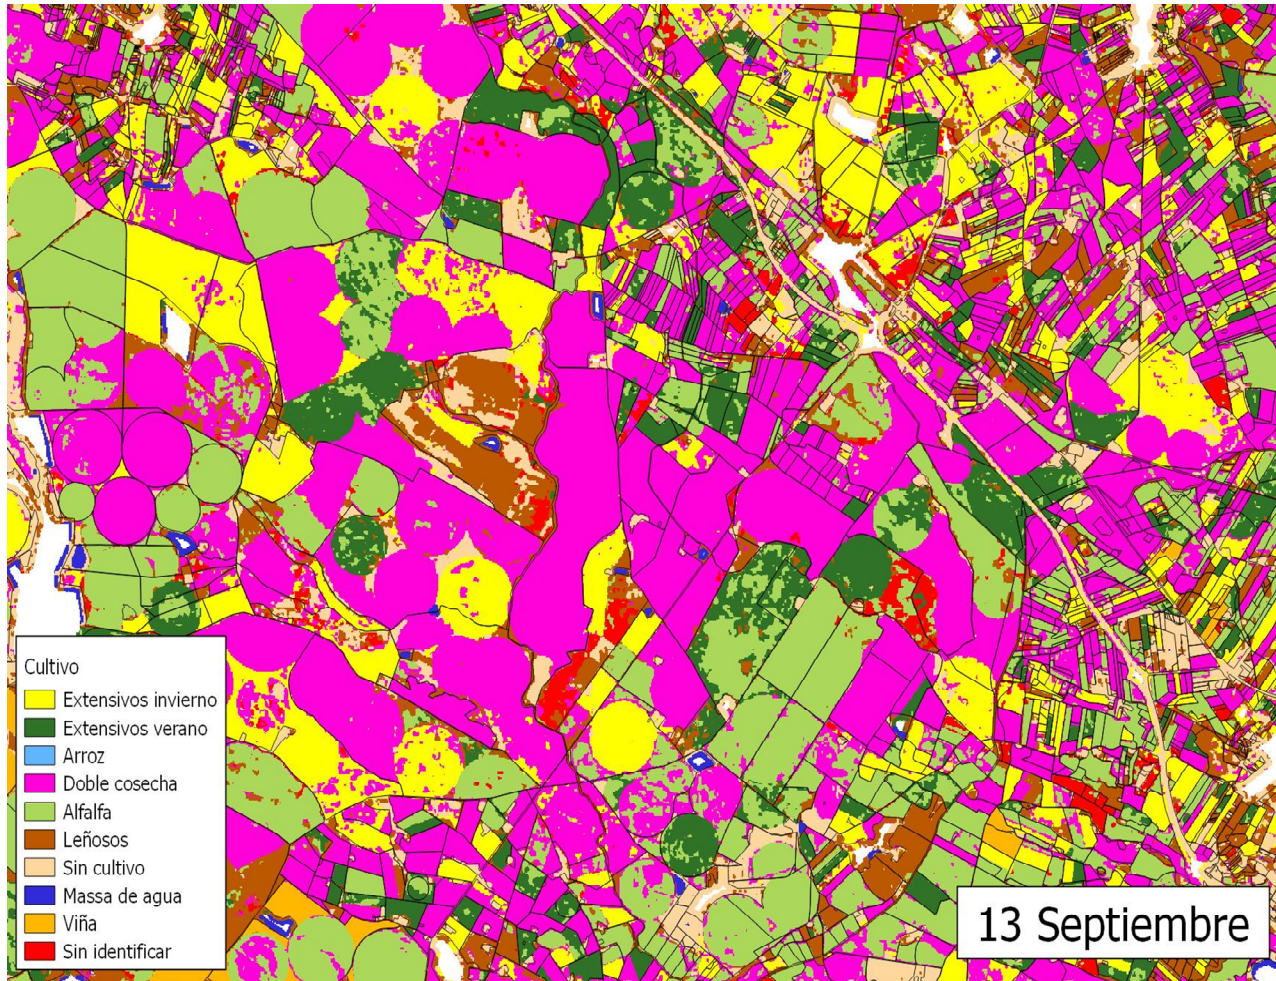 Cultivo
Extensivos invierno
Extensivos verano
Arroz
Doble cosecha
Alfalfa
Leñosos
Sin cultivo
Massa de agua
Viña
Sin identificar
13 Septiembre